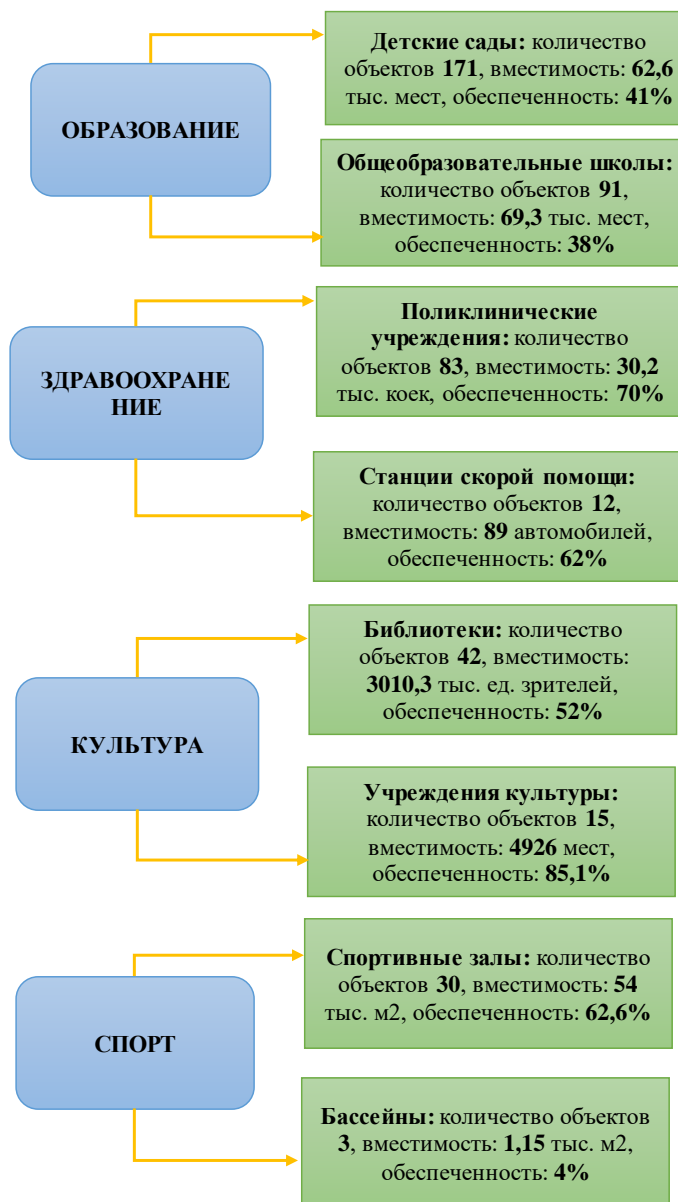 Детские сады: количество
объектов 171, вместимость: 62,6
тыс. мест, обеспеченность: 41%
ОБРАЗОВАНИЕ
Общеобразовательные школы:
количество объектов 91,
вместимость: 69,3 тыс. мест,
обеспеченность: 38%
Поликлинические
учреждения: количество
объектов 83, вместимость: 30,2
тыс. коек, обеспеченность: 70%
ЗДРАВООХРАНЕ
НИЕ
Станции скорой помощи:
количество объектов 12,
вместимость: 89 автомобилей,
обеспеченность: 62%
Библиотеки: количество
объектов 42, вместимость:
3010,3 тыс. ед. зрителей,
обеспеченность: 52%
КУЛЬТУРА
Учреждения культуры:
количество объектов 15,
вместимость: 4926 мест,
обеспеченность: 85,1%
Спортивные залы: количество
объектов 30, вместимость: 54
тыс. м2, обеспеченность: 62,6%
СПОРТ
Бассейны: количество объектов
3, вместимость: 1,15 тыс. м2,
обеспеченность: 4%